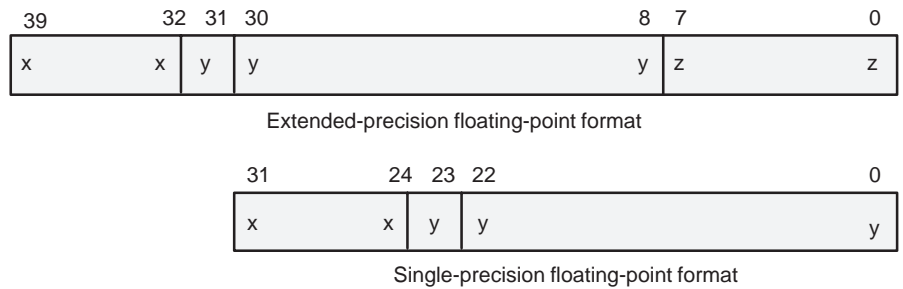 39 32 31 30 8 7 0
x x y y y z z
Extended-precision floating-point format
31 24 23 22 0
x x y y y
Single-precision floating-point format